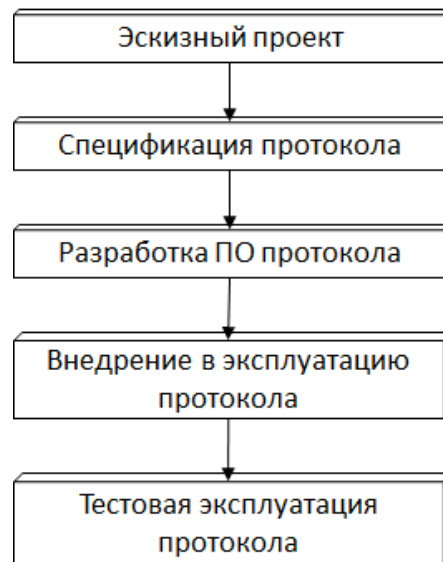 Эскизный проект
Спецификация протокола
Разработка ПО протокола
Внедрение в эксплуатацию
протокола
Тестовая эксплуатация
протокола